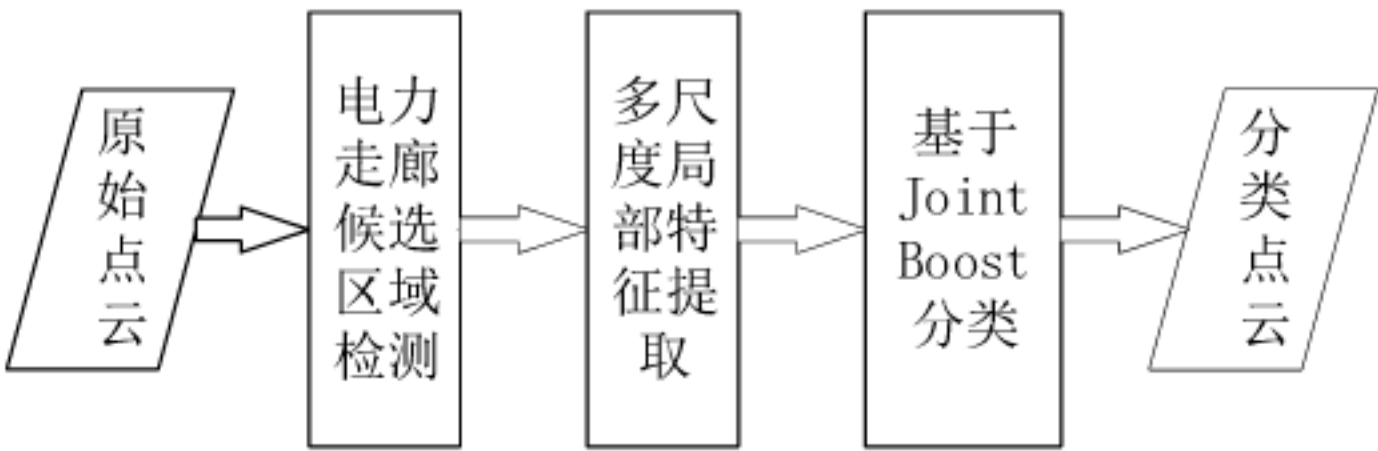 原
始
点
云
电力
走廊
候选
区域
检测
多尺
度局
部特
征提
取
基于
Joint
Boost
分类
分
类
点
云